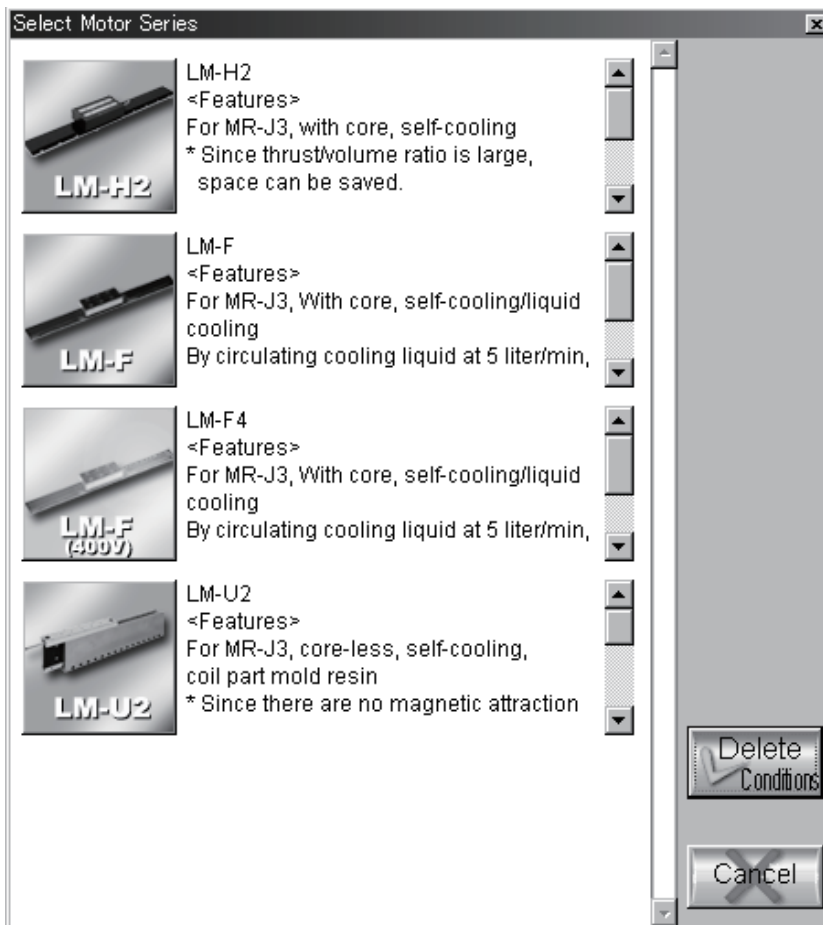 Select Motor Series
LM-H2
<Features>
For MR-J3, with core, self-cooling
* Since thrust/volume ratio is large,
space can be saved.
LM-H2
LM-F
<Features>
For MR-J3, With core, self-cooling/liquid
cooling
By circulating cooling liquid at 5 liter/min,
LM-F
LM-F4
<Features>
For MR-J3, With core, self-cooling/liquid
cooling
By circulating cooling liquid at 5 liter/min,
LM-F
(400V)
LM-U2
<Features>
For MR-J3, core-less, self-cooling,
coil part mold resin
* Since there are no magnetic attraction
LM-U2
Delete
Conditions
Cancel